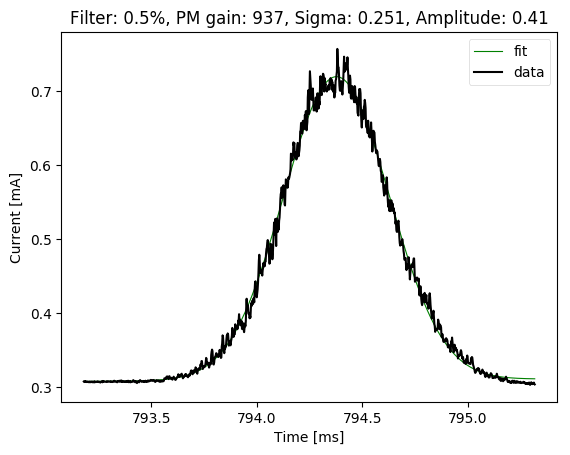 Filter: 0.5%, PM gain: 937, Sigma: 0.251, Amplitude: 0.41
fit
data
0.7
0.6
0.5
0.4
0.3
Current [mA]
793.5 794.0 794.5 795.0
Time [ms]